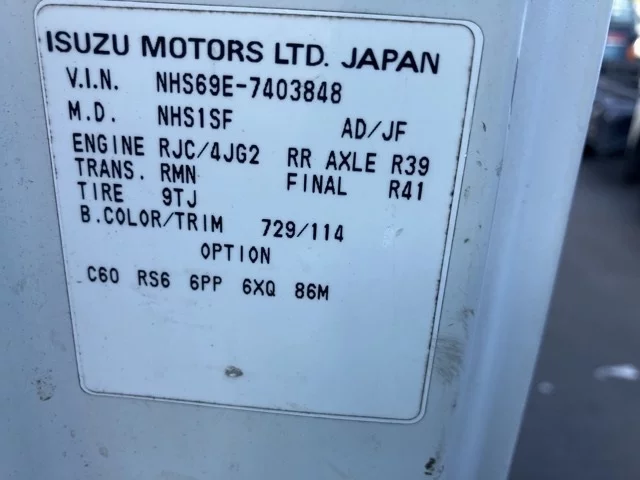 ISUZU MOTORS LTD. JAPAN
V.I.N. NHS69E-7403848
M.D. NHS1SF AD/JF
ENGINE RJC/4JG2 RR AXLE R39
TRANS. RMN FINAL R41
TIRE 9TJ
B.COLOR/TRIM 729/114
OPTION
C60 RS6 6PP 6XQ 86M